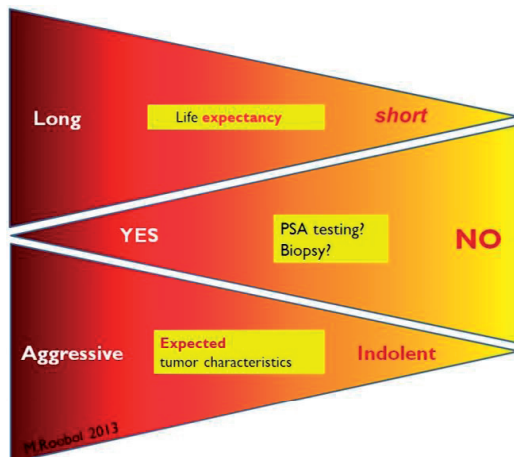 Long
Life expectancy
short
YES
PSA testing?
Biopsy?
NO
Aggressive
Expected
tumor characteristics
Indolent
M.Roobol 2013